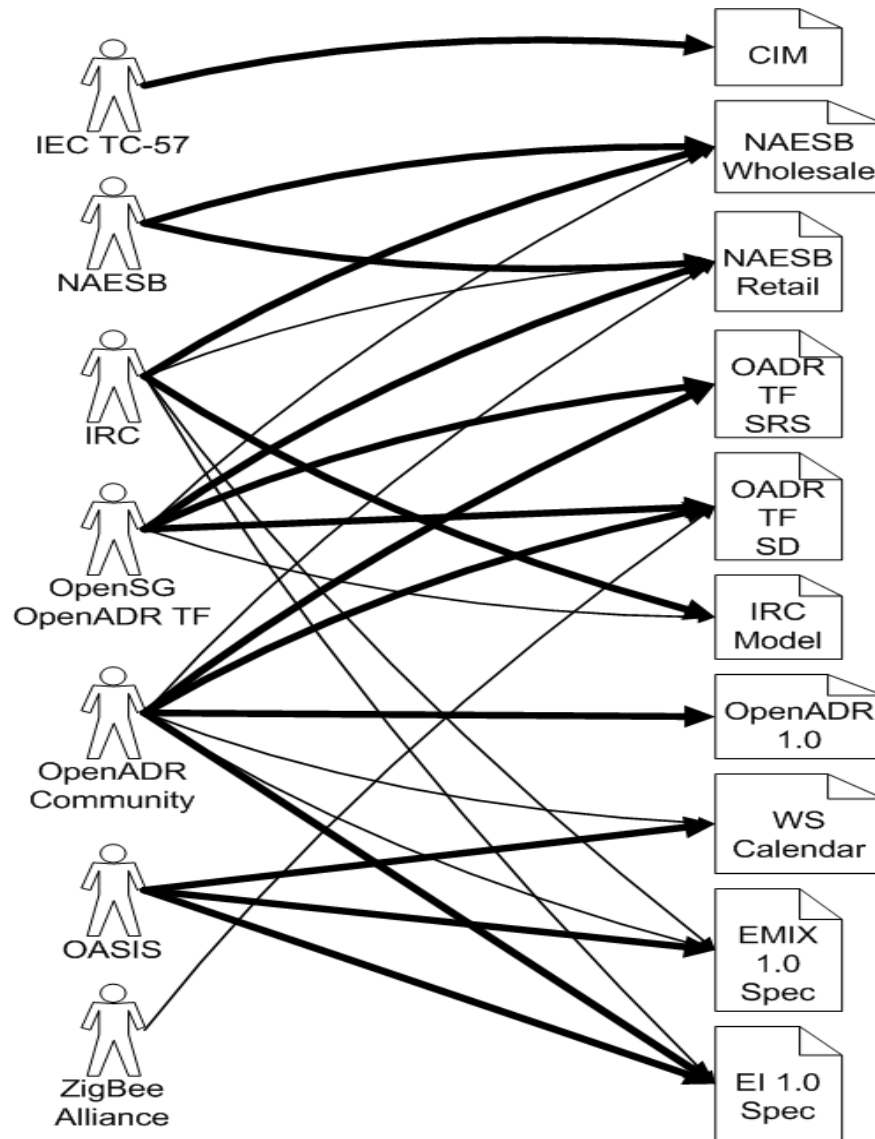 IEC TC-57
NAESB
IRC
OpenSG
OpenADR TF
OpenADR
Community
OASIS
ZigBee
Alliance
CIM
NAESB
Wholesale
NAESB
Retail
OADR
TF
SRS
OADR
TF
SD
IRC
Model
OpenADR
1.0
WS
Calendar
EMIX
1.0
Spec
EI 1.0
Spec